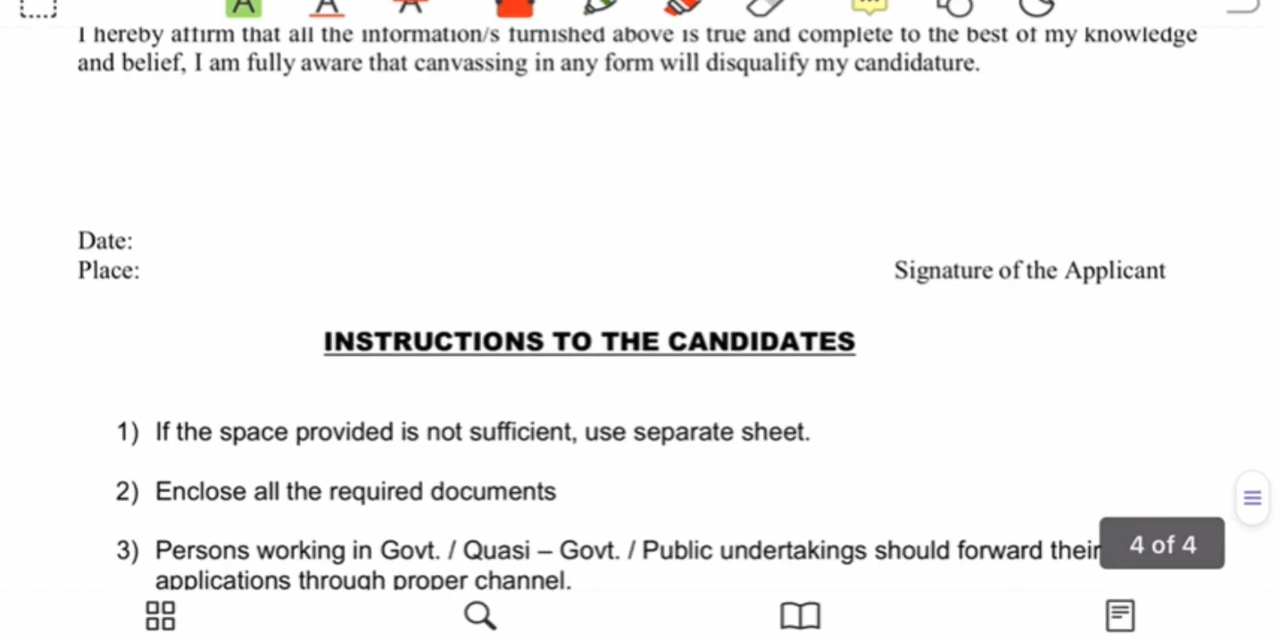 I hereby affirm that all the information/s furnished above is true and complete to the best of my knowledge
and belief, I am fully aware that canvassing in any form will disqualify my candidature.
Date:
Place:
Signature of the Applicant
INSTRUCTIONS TO THE CANDIDATES
1) If the space provided is not sufficient, use separate sheet.
2) Enclose all the required documents
3) Persons working in Govt. / Quasi – Govt. / Public undertakings should forward their
applications through proper channel.
4 of 4